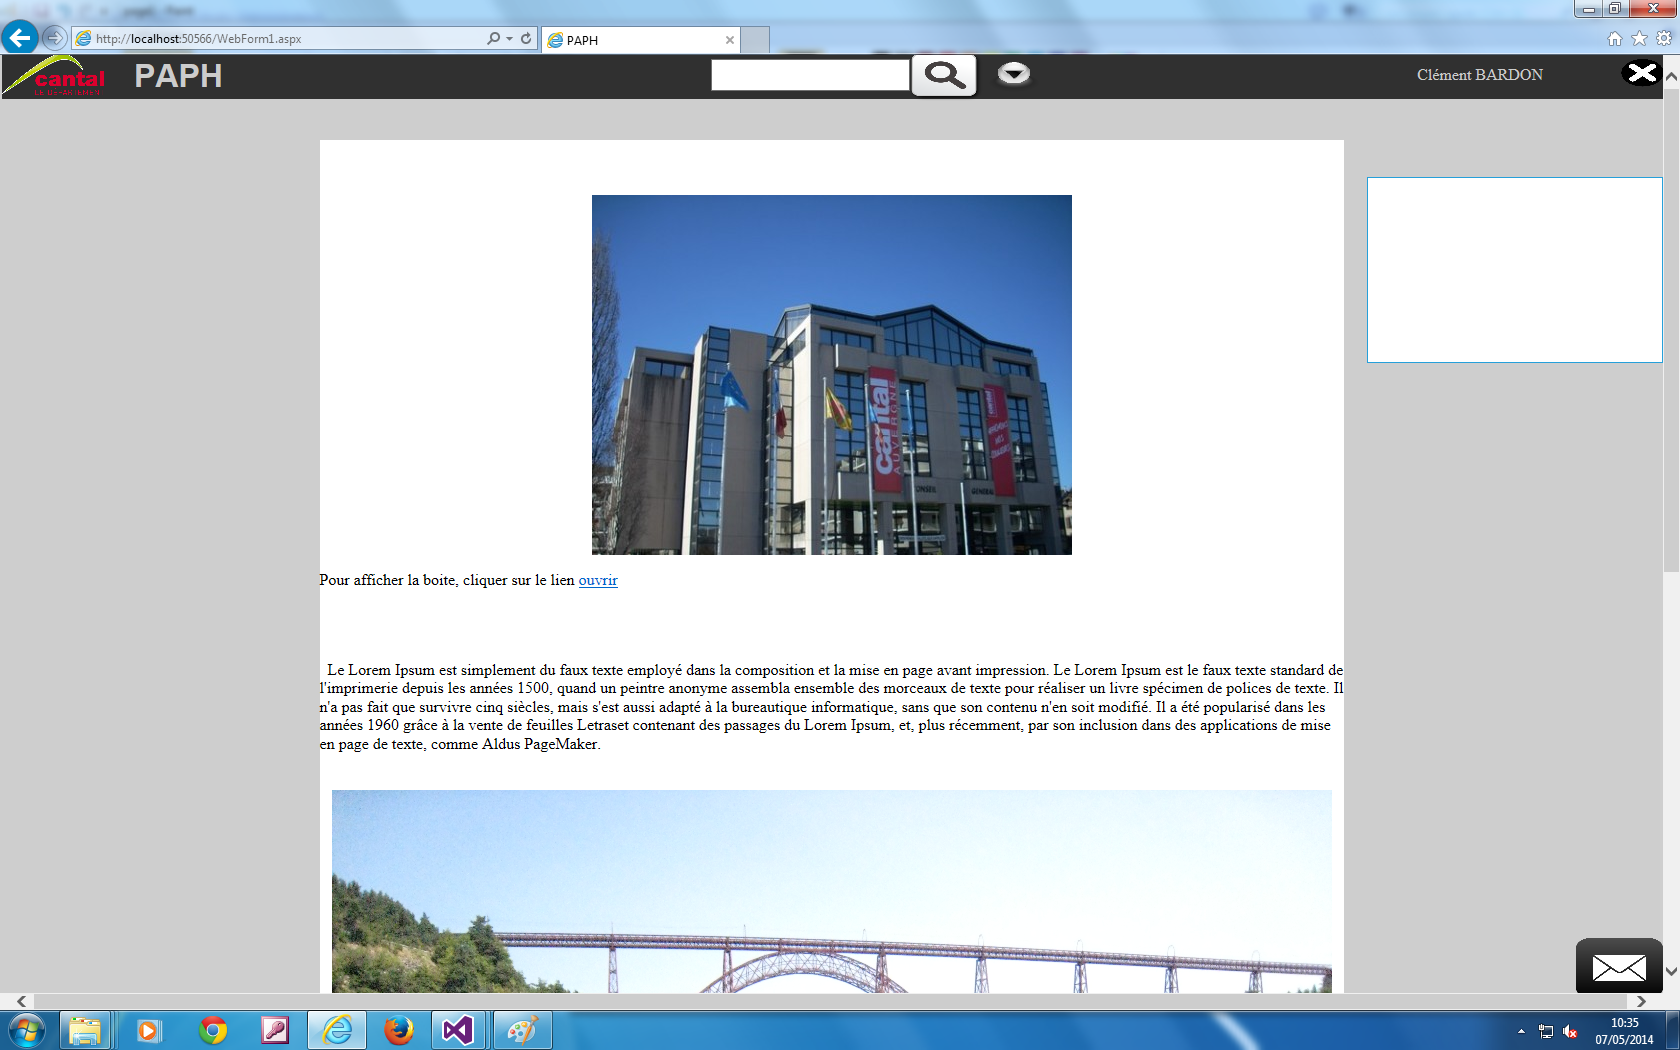 http://localhost:50566/WebForm1.aspx
PAPH
cantal
LE DÉPARTEMENT
PAPH
Clément BARDON
cantal
AUVERGNE
cantal
CONSEIL GENERAL
Pour afficher la boite, cliquer sur le lien ouvrir
Le Lorem Ipsum est simplement du faux texte employé dans la composition et la mise en page avant impression. Le Lorem Ipsum est le faux texte standard de
l'imprimerie depuis les années 1500, quand un peintre anonyme assembla ensemble des morceaux de texte pour réaliser un livre spécimen de polices de texte. Il
n'a pas fait que survivre cinq siècles, mais s'est aussi adapté à la bureautique informatique, sans que son contenu n'en soit modifié. Il a été popularisé dans les
années 1960 grâce à la vente de feuilles Letraset contenant des passages du Lorem Ipsum, et, plus récemment, par son inclusion dans des applications de mise
en page de texte, comme Aldus PageMaker.
10:35
07/05/2014